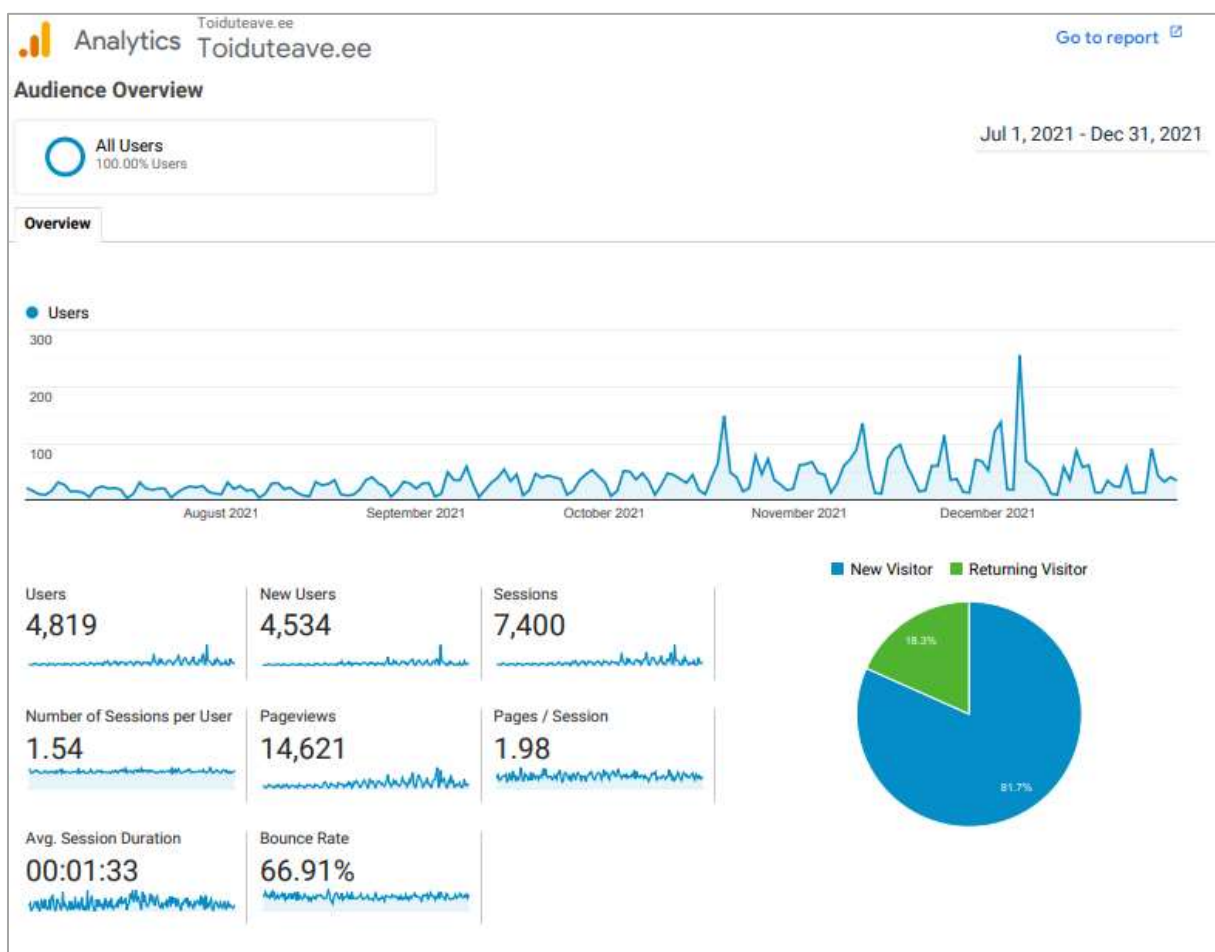 Toiduteave.ee
Analytics Toiduteave.ee
Go to report
Audience Overview
All Users
100.00% Users
Jul 1, 2021 - Dec 31, 2021
Overview
Users
300
200
100
August 2021 September 2021 October 2021 November 2021 December 2021
New Visitor Returning Visitor
18.3%
81.7%
Users
4,819
New Users
4,534
Sessions
7,400
Number of Sessions per User
1.54
Pageviews
14,621
Pages / Session
1.98
Avg. Session Duration
00:01:33
Bounce Rate
66.91%